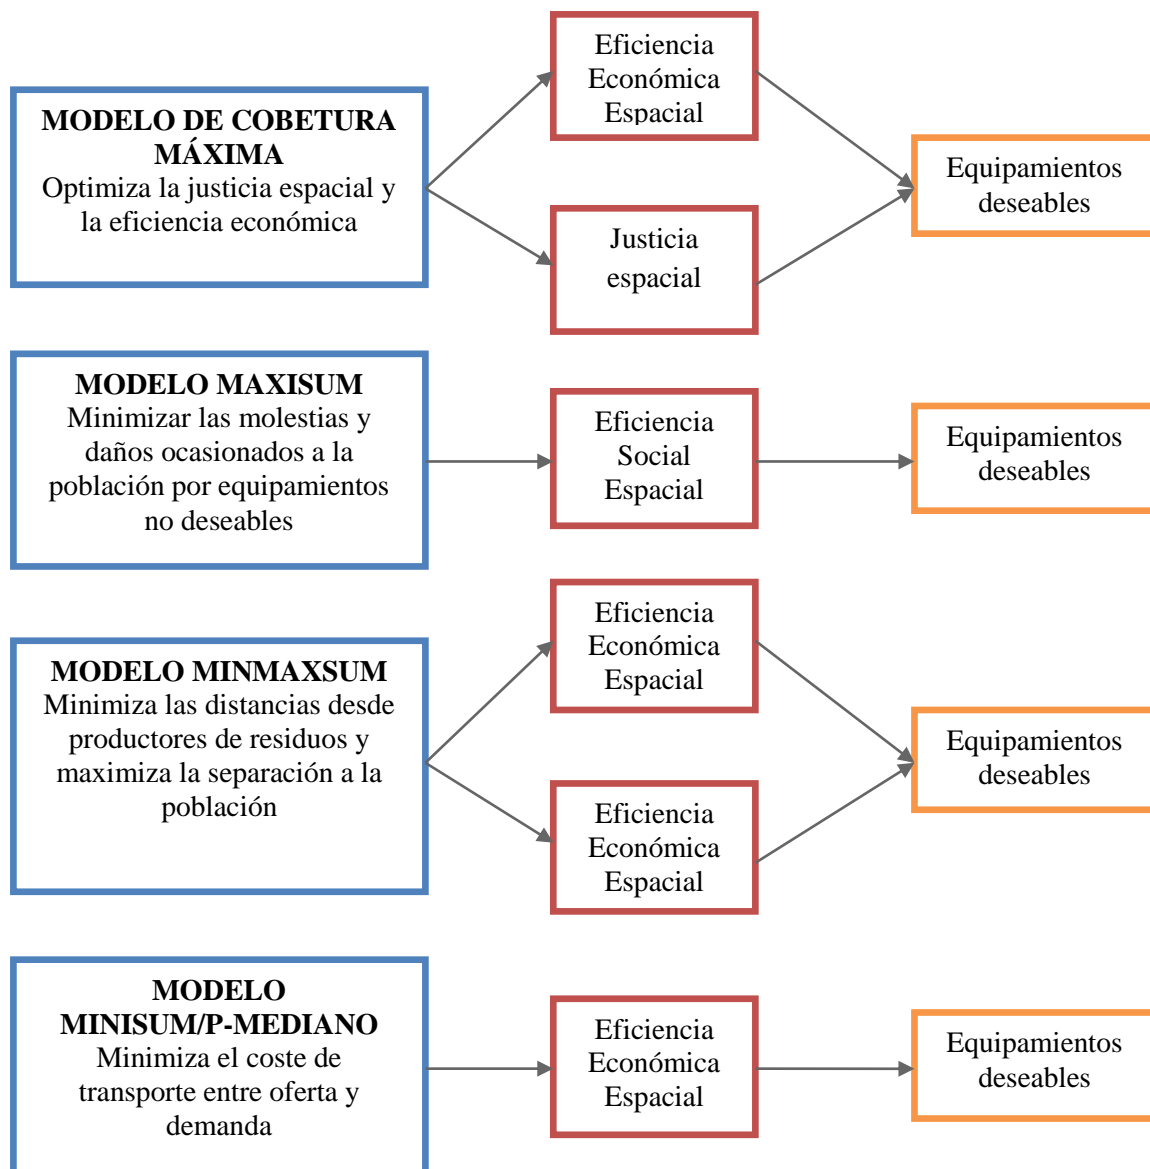 MODELO DE COBETURA
MÁXIMA
Optimiza la justicia espacial y
la eficiencia económica
Eficiencia
Económica
Espacial
Justicia
espacial
Equipamientos
deseables
MODELO MAXISUM
Minimizar las molestias y
daños ocasionados a la
población por equipamientos
no deseables
Eficiencia
Social
Espacial
Equipamientos
deseables
MODELO MINMAXSUM
Minimiza las distancias desde
productores de residuos y
maximiza la separación a la
población
Eficiencia
Económica
Espacial
Eficiencia
Económica
Espacial
Equipamientos
deseables
MODELO
MINISUM/P-MEDIANO
Minimiza el coste de
transporte entre oferta y
demanda
Eficiencia
Económica
Espacial
Equipamientos
deseables